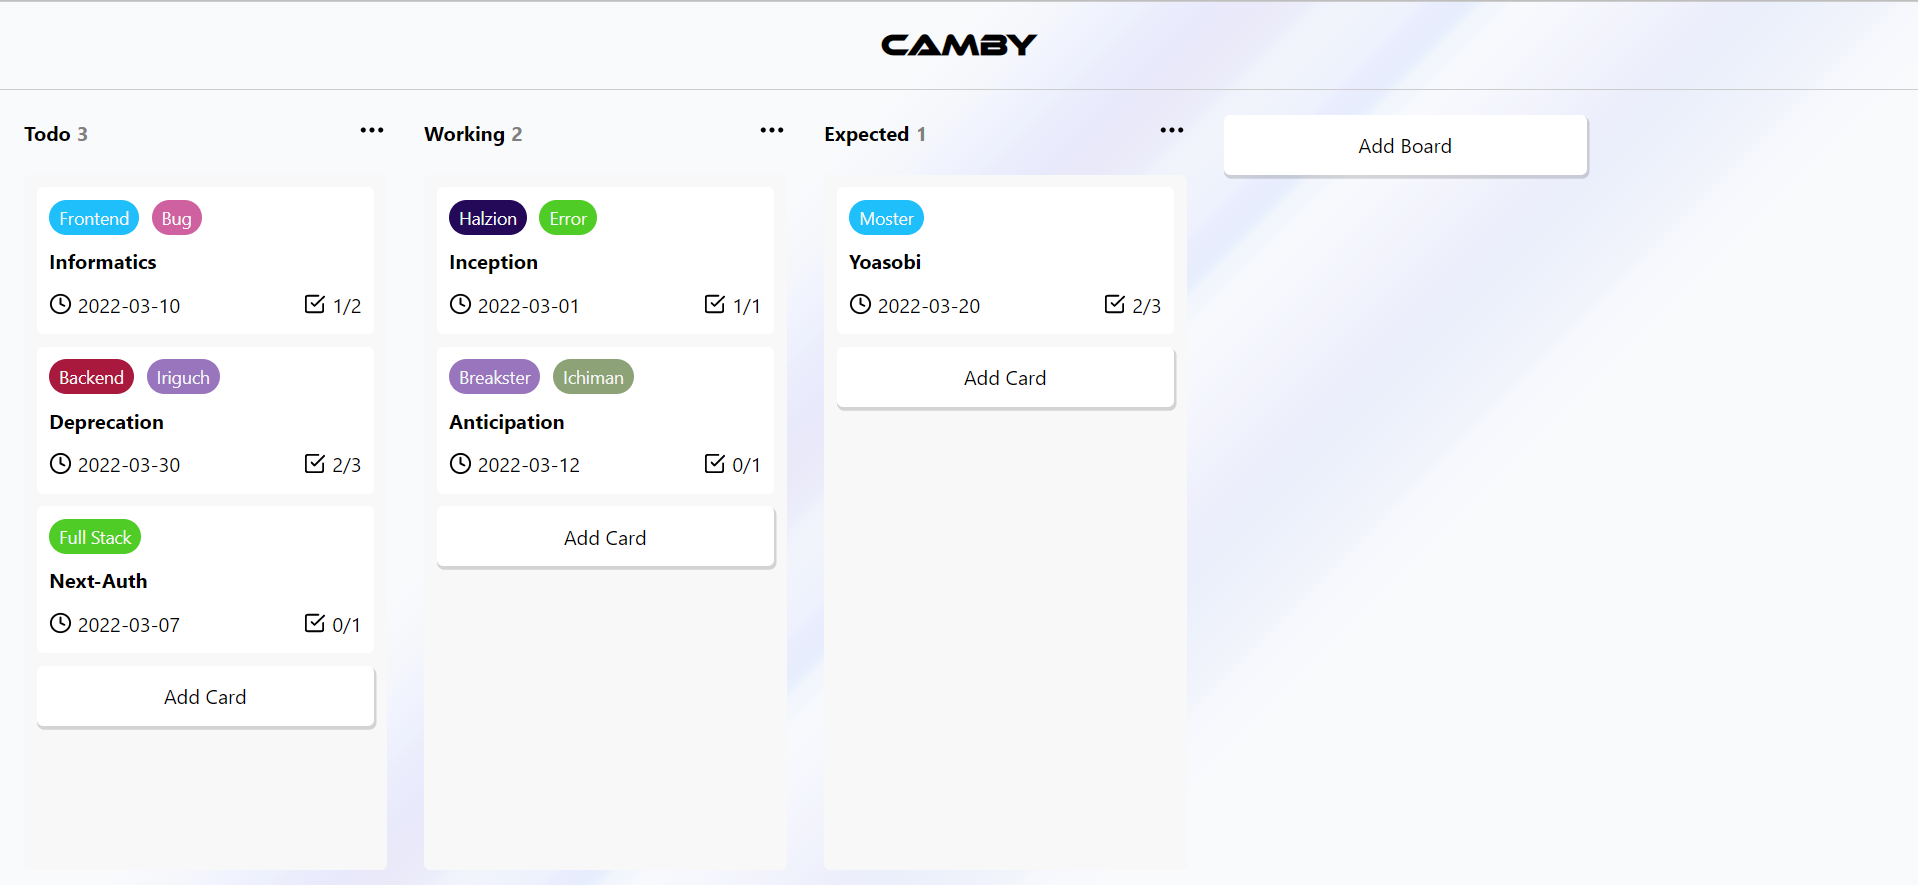 CAMBY
Todo 3
Frontend Bug
Informatics
2022-03-10 1/2
Backend Iriguch
Deprecation
2022-03-30 2/3
Full Stack
Next-Auth
2022-03-07 0/1
Add Card
Working 2
Halzion Error
Inception
2022-03-01 1/1
Breakster Ichiman
Anticipation
2022-03-12 0/1
Add Card
Expected 1
Moster
Yoasobi
2022-03-20 2/3
Add Card
Add Board